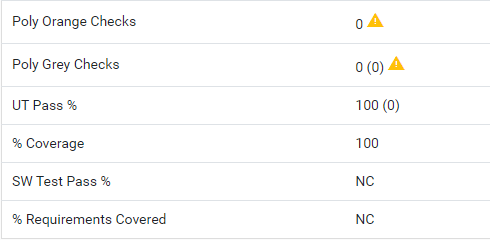 Poly Orange Checks 0
Poly Grey Checks 0 (0)
UT Pass % 100 (0)
% Coverage 100
SW Test Pass % NC
% Requirements Covered NC